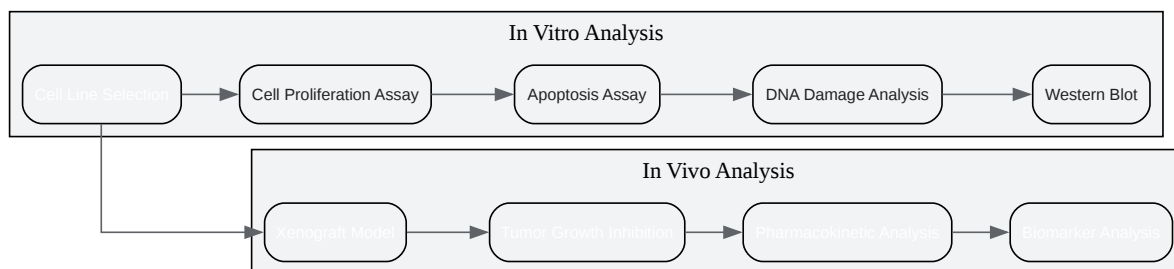 In Vitro Analysis
Cell Line Selection
Cell Proliferation Assay
Apoptosis Assay
DNA Damage Analysis
Western Blot
In Vivo Analysis
Xenograft Model
Tumor Growth Inhibition
Pharmacokinetic Analysis
Biomarker Analysis